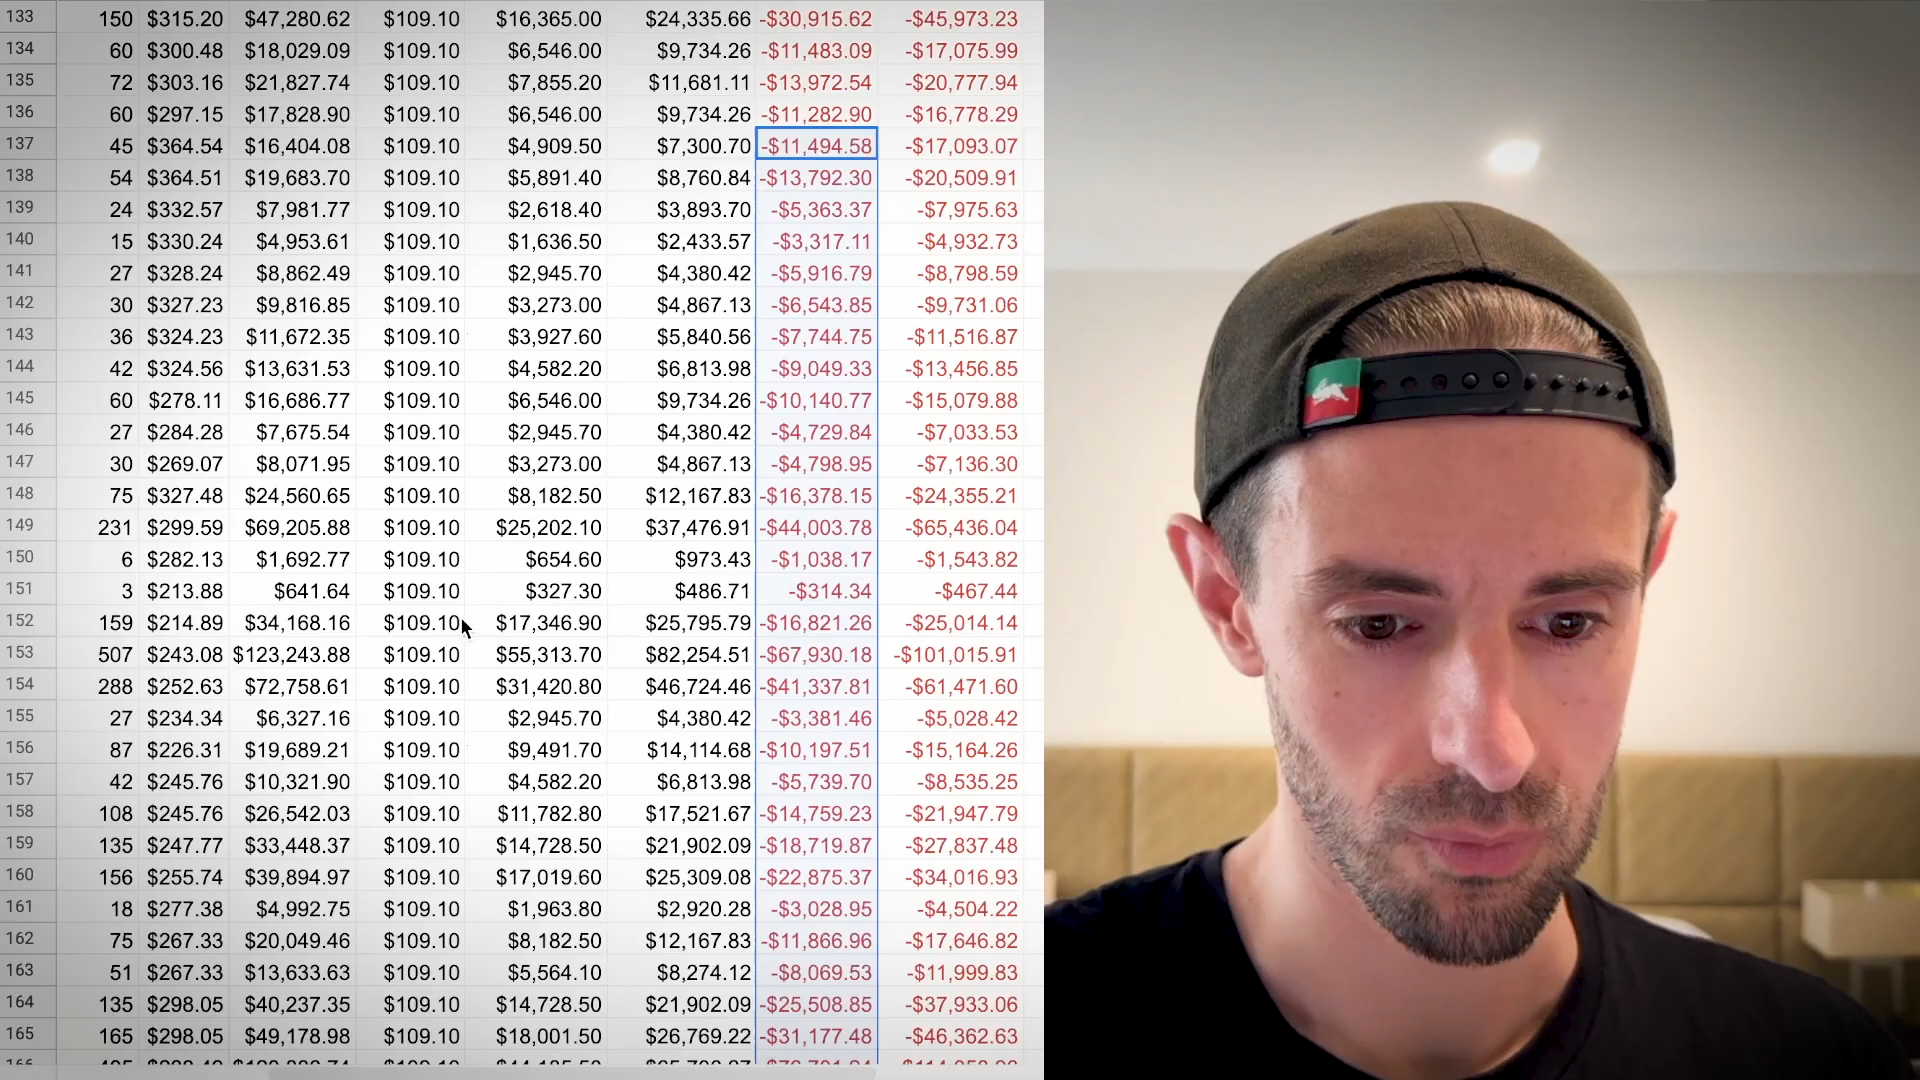 133 150 $315.20 $47,280.62 $109.10 $16,365.00 $24,335.66 -$30,915.62 -$45,973.23
134 60 $300.48 $18,029.09 $109.10 $6,546.00 $9,734.26 -$11,483.09 -$17,075.99
135 72 $303.16 $21,827.74 $109.10 $7,855.20 $11,681.11 -$13,972.54 -$20,777.94
136 60 $297.15 $17,828.90 $109.10 $6,546.00 $9,734.26 -$11,282.90 -$16,778.29
137 45 $364.54 $16,404.08 $109.10 $4,909.50 $7,300.70 -$11,494.58 -$17,093.07
138 54 $364.51 $19,683.70 $109.10 $5,891.40 $8,760.84 -$13,792.30 -$20,509.91
139 24 $332.57 $7,981.77 $109.10 $2,618.40 $3,893.70 -$5,363.37 -$7,975.63
140 15 $330.24 $4,953.61 $109.10 $1,636.50 $2,433.57 -$3,317.11 -$4,932.73
141 27 $328.24 $8,862.49 $109.10 $2,945.70 $4,380.42 -$5,916.79 -$8,798.59
142 30 $327.23 $9,816.85 $109.10 $3,273.00 $4,867.13 -$6,543.85 -$9,731.06
143 36 $324.23 $11,672.35 $109.10 $3,927.60 $5,840.56 -$7,744.75 -$11,516.87
144 42 $324.56 $13,631.53 $109.10 $4,582.20 $6,813.98 -$9,049.33 -$13,456.85
145 60 $278.11 $16,686.77 $109.10 $6,546.00 $9,734.26 -$10,140.77 -$15,079.88
146 27 $284.28 $7,675.54 $109.10 $2,945.70 $4,380.42 -$4,729.84 -$7,033.53
147 30 $269.07 $8,071.95 $109.10 $3,273.00 $4,867.13 -$4,798.95 -$7,136.30
148 75 $327.48 $24,560.65 $109.10 $8,182.50 $12,167.83 -$16,378.15 -$24,355.21
149 231 $299.59 $69,205.88 $109.10 $25,202.10 $37,476.91 -$44,003.78 -$65,436.04
150 6 $282.13 $1,692.77 $109.10 $654.60 $973.43 -$1,038.17 -$1,543.82
151 3 $213.88 $641.64 $109.10 $327.30 $486.71 -$314.34 -$467.44
152 159 $214.89 $34,168.16 $109.10 $17,346.90 $25,795.79 -$16,821.26 -$25,014.14
153 507 $243.08 $123,243.88 $109.10 $55,313.70 $82,254.51 -$67,930.18 -$101,015.91
154 288 $252.63 $72,758.61 $109.10 $31,420.80 $46,724.46 -$41,337.81 -$61,471.60
155 27 $234.34 $6,327.16 $109.10 $2,945.70 $4,380.42 -$3,381.46 -$5,028.42
156 87 $226.31 $19,689.21 $109.10 $9,491.70 $14,114.68 -$10,197.51 -$15,164.26
157 42 $245.76 $10,321.90 $109.10 $4,582.20 $6,813.98 -$5,739.70 -$8,535.25
158 108 $245.76 $26,542.03 $109.10 $11,782.80 $17,521.67 -$14,759.23 -$21,947.79
159 135 $247.77 $33,448.37 $109.10 $14,728.50 $21,902.09 -$18,719.87 -$27,837.48
160 156 $255.74 $39,894.97 $109.10 $17,019.60 $25,309.08 -$22,875.37 -$34,016.93
161 18 $277.38 $4,992.75 $109.10 $1,963.80 $2,920.28 -$3,028.95 -$4,504.22
162 75 $267.33 $20,049.46 $109.10 $8,182.50 $12,167.83 -$11,866.96 -$17,646.82
163 51 $267.33 $13,633.63 $109.10 $5,564.10 $8,274.12 -$8,069.53 -$11,999.83
164 135 $298.05 $40,237.35 $109.10 $14,728.50 $21,902.09 -$25,508.85 -$37,933.06
165 165 $298.05 $49,178.98 $109.10 $18,001.50 $26,769.22 -$31,177.48 -$46,362.63